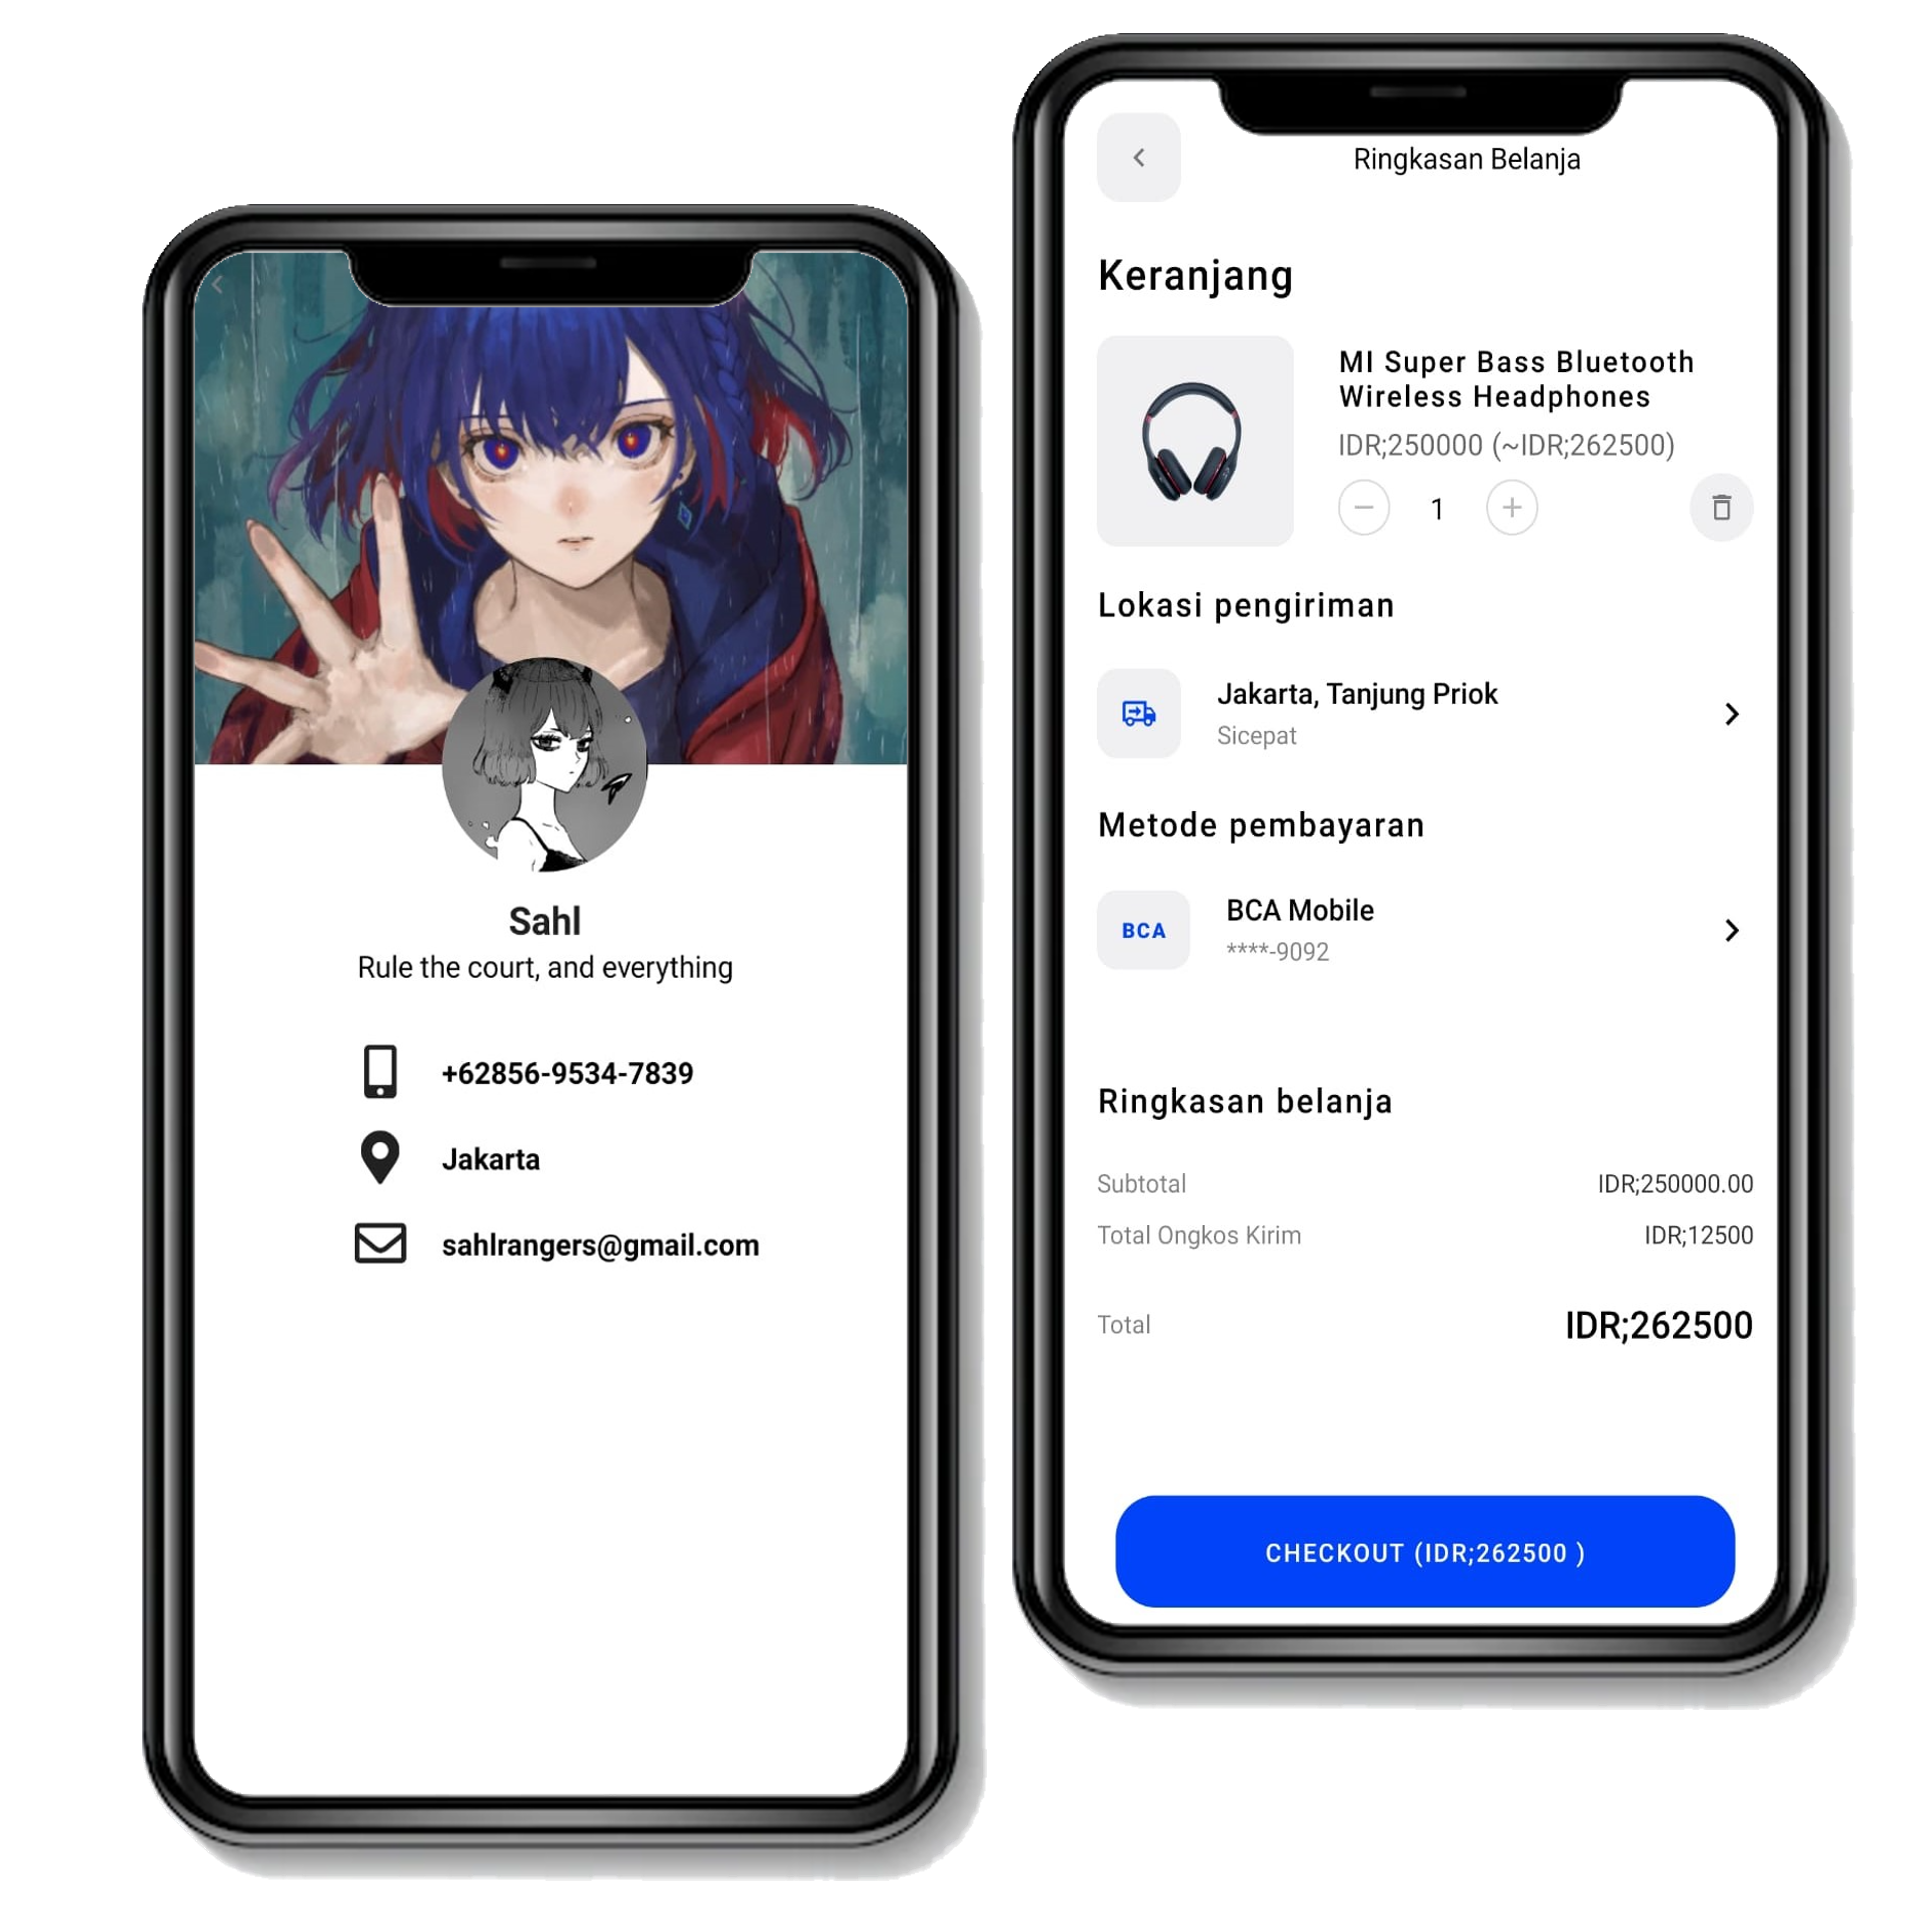 Sahl
Rule the court, and everything
+62856-9534-7839
Jakarta
sahlrangers@gmail.com
Ringkasan Belanja
Keranjang
MI Super Bass Bluetooth
Wireless Headphones
IDR;250000 (~IDR;262500)
1
Lokasi pengiriman
Jakarta, Tanjung Priok
Sicepat
Metode pembayaran
BCA
BCA Mobile
****-9092
Ringkasan belanja
Subtotal IDR;250000.00
Total Ongkos Kirim IDR;12500
Total IDR;262500
CHECKOUT (IDR;262500 )